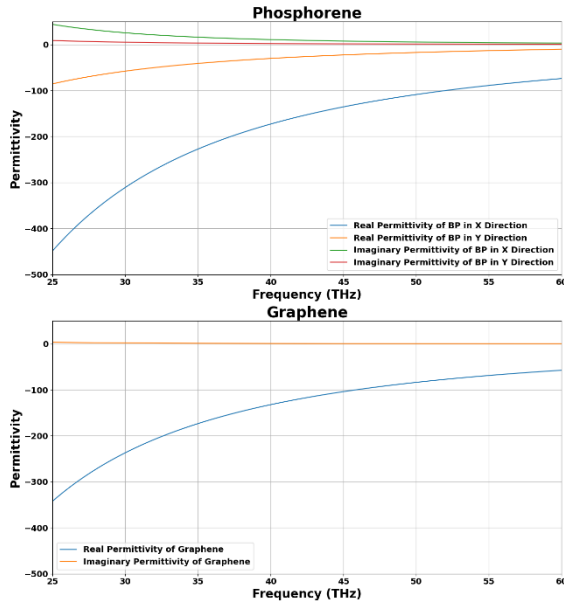 Phosphorene
Permittivity
0
−100
−200
−300
−400
−500
Real Permittivity of BP in X Direction
Real Permittivity of BP in Y Direction
Imaginary Permittivity of BP in X Direction
Imaginary Permittivity of BP in Y Direction
25 30 35 40 45 50 55 60
Frequency (THz)
Graphene
Permittivity
0
−100
−200
−300
−400
−500
Real Permittivity of Graphene
Imaginary Permittivity of Graphene
25 30 35 40 45 50 55 60
Frequency (THz)